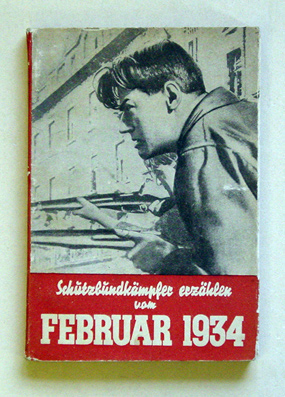 Schutzbundkämpfer erzählen
vom
FEBRUAR 1934